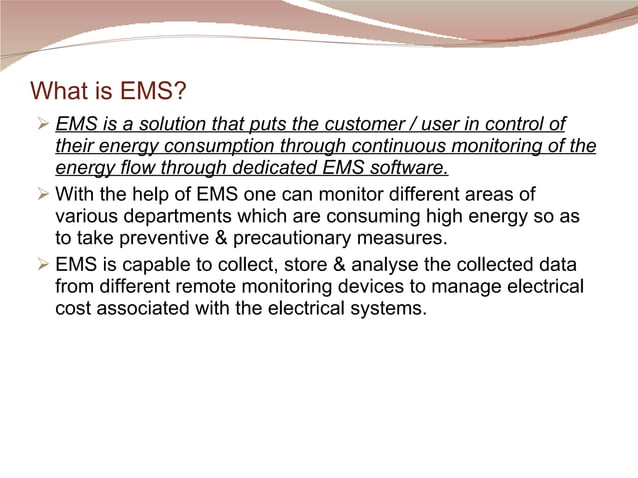 What is EMS?
EMS is a solution that puts the customer / user in control of
their energy consumption through continuous monitoring of the
energy flow through dedicated EMS software.
With the help of EMS one can monitor different areas of
various departments which are consuming high energy so as
to take preventive & precautionary measures.
EMS is capable to collect, store & analyse the collected data
from different remote monitoring devices to manage electrical
cost associated with the electrical systems.